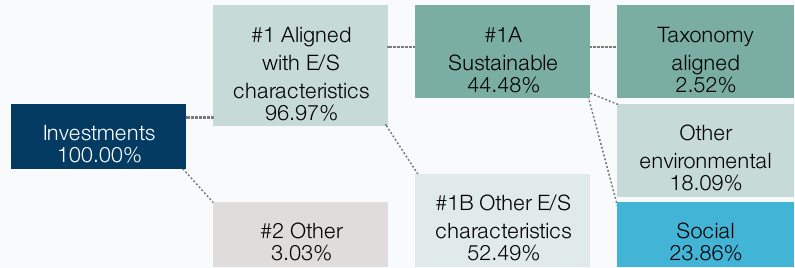 Investments
100.00%
#1 Aligned
with E/S
characteristics
96.97%
#2 Other
3.03%
#1A
Sustainable
44.48%
#1B Other E/S
characteristics
52.49%
Taxonomy
aligned
2.52%
Other
environmental
18.09%
Social
23.86%